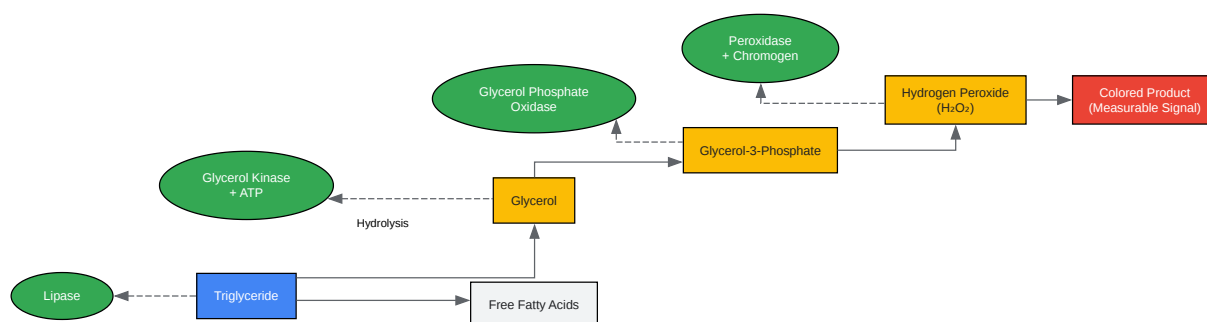 Peroxidase
+ Chromogen
Glycerol Phosphate
Oxidase
Hydrogen Peroxide
(H₂O₂)
Colored Product
(Measurable Signal)
Glycerol-3-Phosphate
Glycerol Kinase
+ ATP
Glycerol
Hydrolysis
Lipase
Triglyceride
Free Fatty Acids